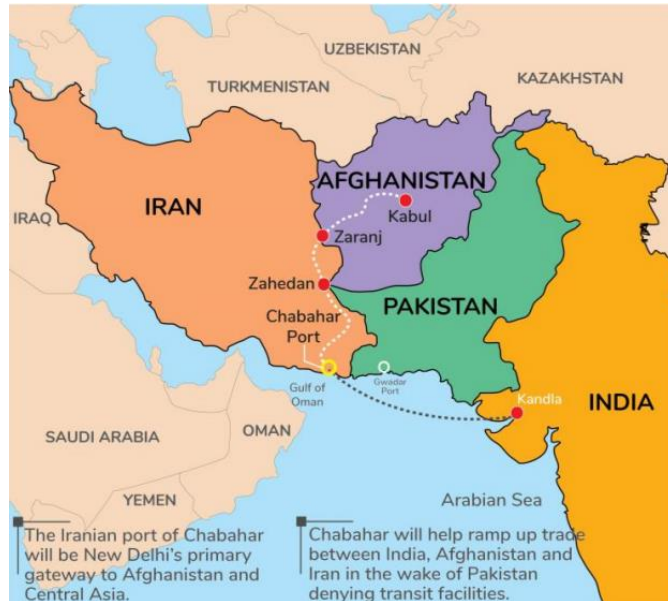 UZBEKISTAN
KAZAKHSTAN
TURKMENISTAN
AFGHANISTAN
Kabul
IRAN
IRAQ
Zaranj
Zahedan
PAKISTAN
Chabahar
Port
Gulf of
Oman
Gwadar
Port
Kandla
INDIA
SAUDI ARABIA
OMAN
YEMEN
Arabian Sea
The Iranian port of Chabahar
will be New Delhi's primary
gateway to Afghanistan and
Central Asia.
Chabahar will help ramp up trade
between India, Afghanistan and
Iran in the wake of Pakistan
denying transit facilities.